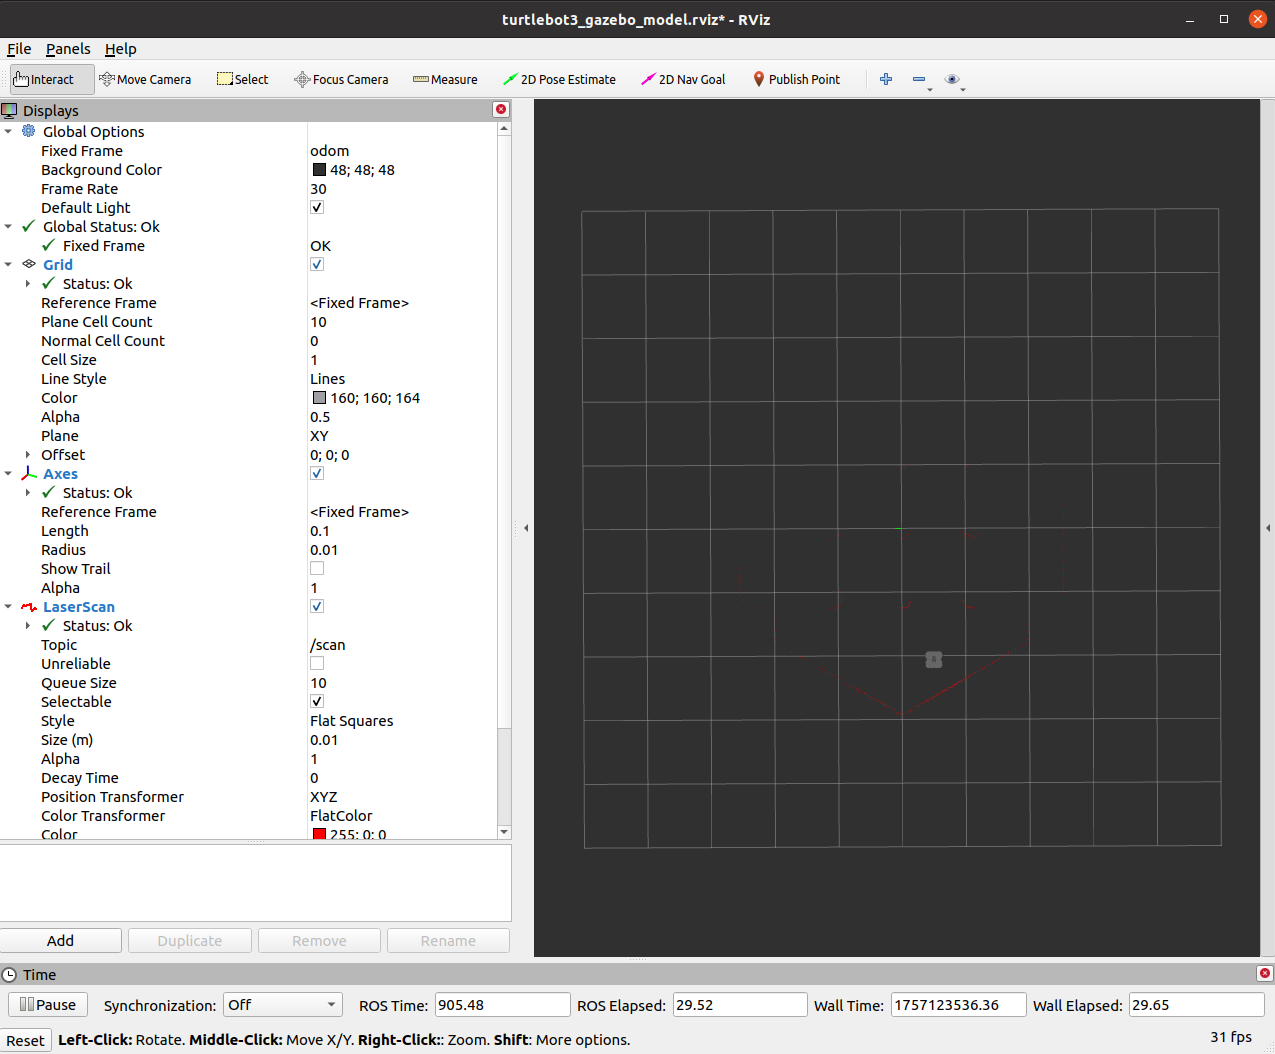 turtlebot3_gazebo_model.rviz* - RViz
File Panels Help
Interact Move Camera Select Focus Camera Measure 2D Pose Estimate 2D Nav Goal Publish Point
Displays
Global Options
Fixed Frame odom
Background Color 48; 48; 48
Frame Rate 30
Default Light
Global Status: Ok
Fixed Frame OK
Grid
Status: Ok
Reference Frame <Fixed Frame>
Plane Cell Count 10
Normal Cell Count 0
Cell Size 1
Line Style Lines
Color 160; 160; 164
Alpha 0.5
Plane XY
Offset 0; 0; 0
Axes
Status: Ok
Reference Frame <Fixed Frame>
Length 0.1
Radius 0.01
Show Trail
Alpha 1
LaserScan
Status: Ok
Topic /scan
Unreliable
Queue Size 10
Selectable
Style Flat Squares
Size (m) 0.01
Alpha 1
Decay Time 0
Position Transformer XYZ
Color Transformer FlatColor
Color 255; 0; 0
Add Duplicate Remove Rename
Time
Pause Synchronization: Off ROS Time: 905.48 ROS Elapsed: 29.52 Wall Time: 1757123536.36 Wall Elapsed: 29.65
Reset Left-Click: Rotate. Middle-Click: Move X/Y. Right-Click:: Zoom. Shift: More options. 31 fps